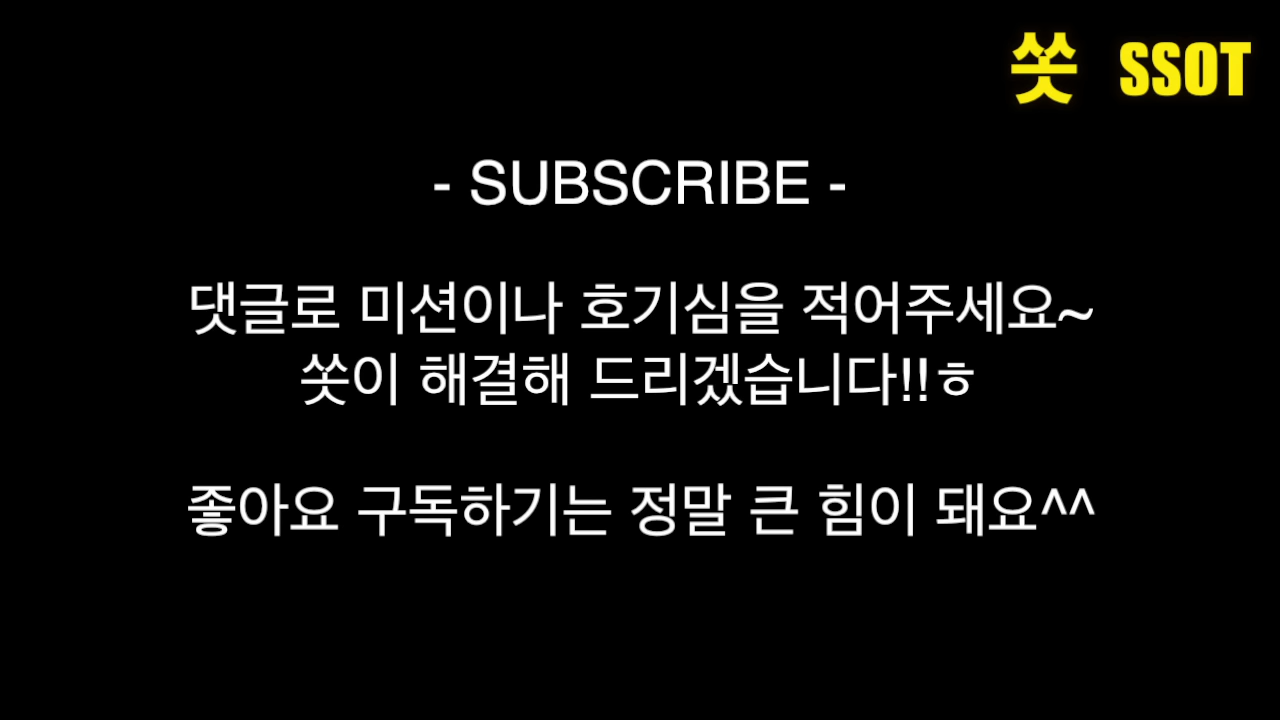 쏫 SSOT
- SUBSCRIBE -
댓글로 미션이나 호기심을 적어주세요~
쏫이 해결해 드리겠습니다!!ㅎ
좋아요 구독하기는 정말 큰 힘이 돼요^^